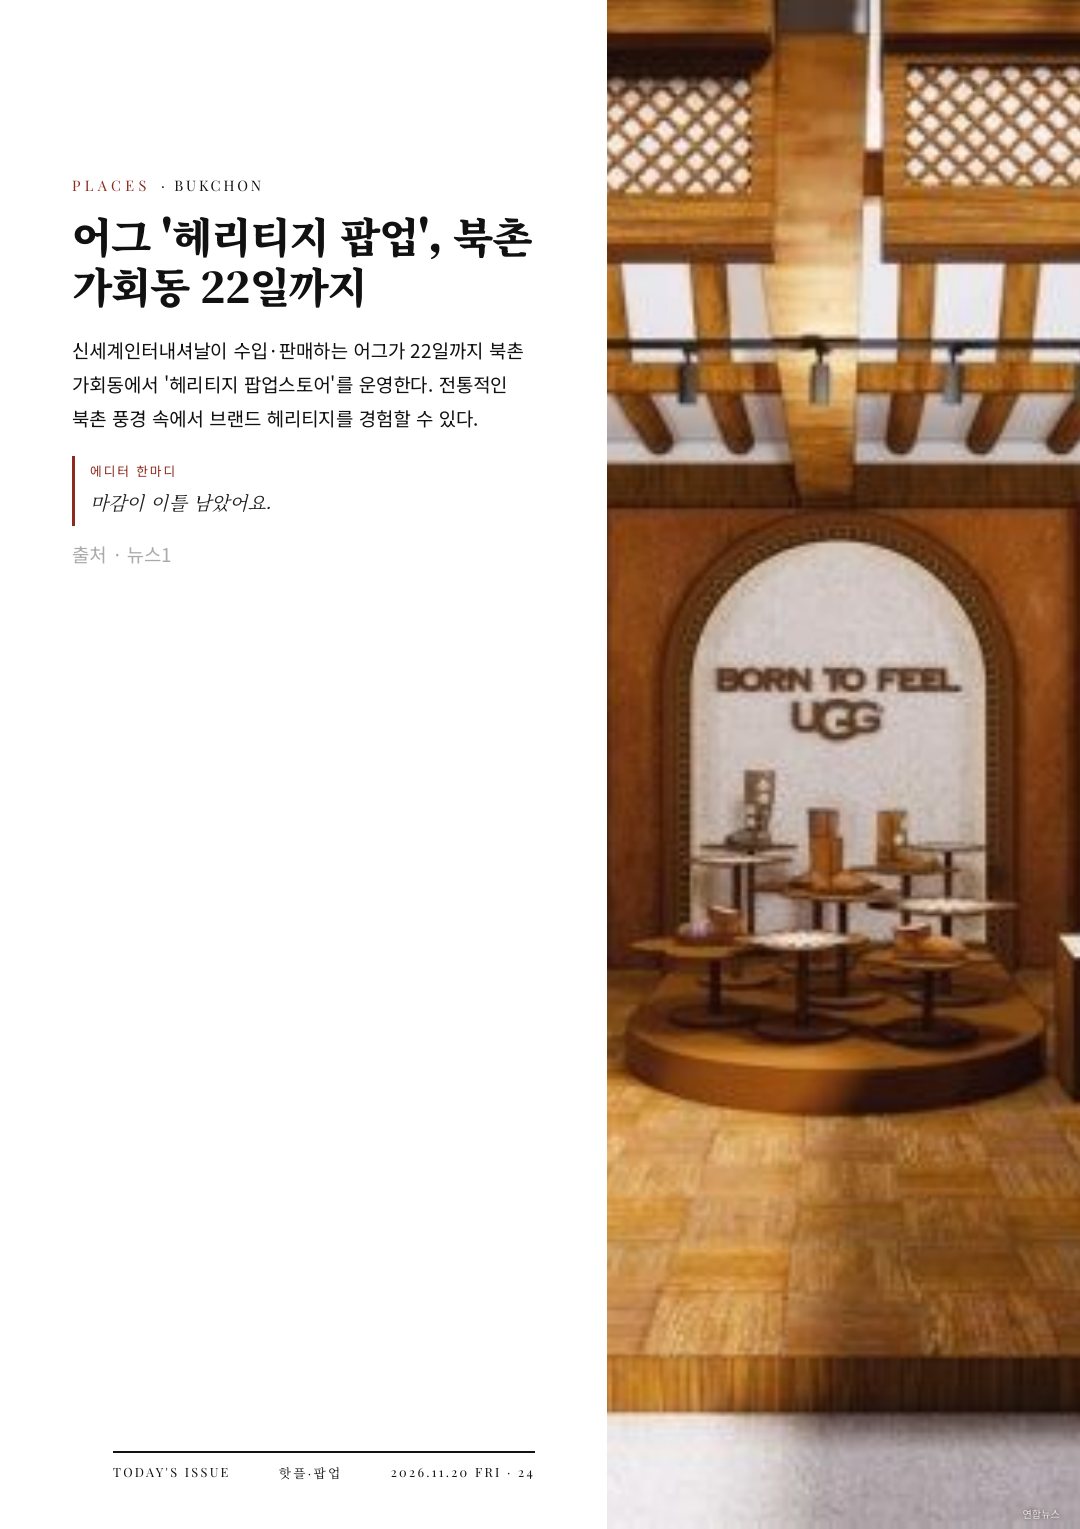 PLACES · BUKCHON
어그 '헤리티지 팝업', 북촌
가회동 22일까지
신세계인터내셔날이 수입·판매하는 어그가 22일까지 북촌
가회동에서 '헤리티지 팝업스토어'를 운영한다. 전통적인
북촌 풍경 속에서 브랜드 헤리티지를 경험할 수 있다.
에디터 한마디
마감이 이틀 남았어요.
출처 · 뉴스1
BORN TO FEEL
UGG
TODAY'S ISSUE 핫플·팝업 2026.11.20 FRI · 24
연합뉴스